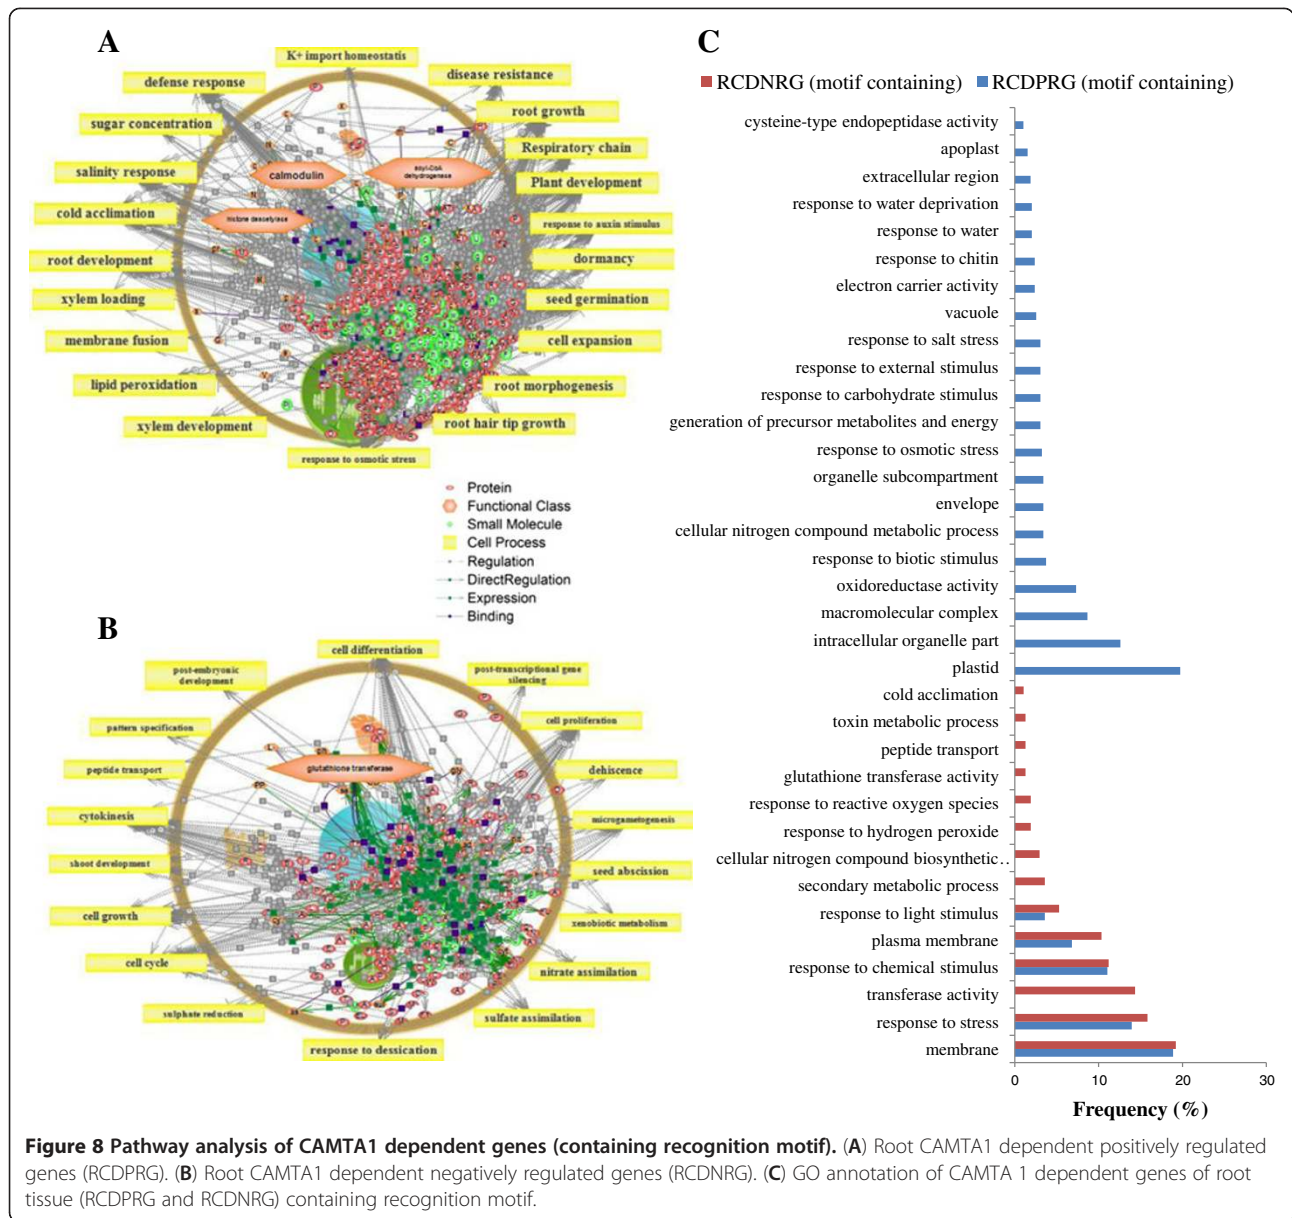 A
K+ import homeostatis
defense response
disease resistance
sugar concentration
root growth
salinity response
Respiratory chain
calmodulin
acyl-CoA
dehydrogenase
Plant development
cold acclimation
histone deacetylase
response to auxin stimulus
root development
dormancy
xylem loading
seed germination
membrane fusion
cell expansion
lipid peroxidation
root morphogenesis
xylem development
root hair tip growth
response to osmotic stress
Protein
Functional Class
Small Molecule
Cell Process
Regulation
DirectRegulation
Expression
Binding
B
cell differentiation
post-embryonic
development
post-transcriptional gene
silencing
pattern specification
cell proliferation
peptide transport
glutathione transferase
dehiscence
cytokinesis
microgametogenesis
shoot development
seed abscission
cell growth
xenobiotic metabolism
cell cycle
nitrate assimilation
sulphate reduction
sulfate assimilation
response to dessication
C
RCDNRG (motif containing) RCDPRG (motif containing)
cysteine-type endopeptidase activity
apoplast
extracellular region
response to water deprivation
response to water
response to chitin
electron carrier activity
vacuole
response to salt stress
response to external stimulus
response to carbohydrate stimulus
generation of precursor metabolites and energy
response to osmotic stress
organelle subcompartment
envelope
cellular nitrogen compound metabolic process
response to biotic stimulus
oxidoreductase activity
macromolecular complex
intracellular organelle part
plastid
cold acclimation
toxin metabolic process
peptide transport
glutathione transferase activity
response to reactive oxygen species
response to hydrogen peroxide
cellular nitrogen compound biosynthetic..
secondary metabolic process
response to light stimulus
plasma membrane
response to chemical stimulus
transferase activity
response to stress
membrane
0 10 20 30
Frequency (%)
Figure 8 Pathway analysis of CAMTA1 dependent genes (containing recognition motif). (A) Root CAMTA1 dependent positively regulated
genes (RCDPRG). (B) Root CAMTA1 dependent negatively regulated genes (RCDNRG). (C) GO annotation of CAMTA 1 dependent genes of root
tissue (RCDPRG and RCDNRG) containing recognition motif.